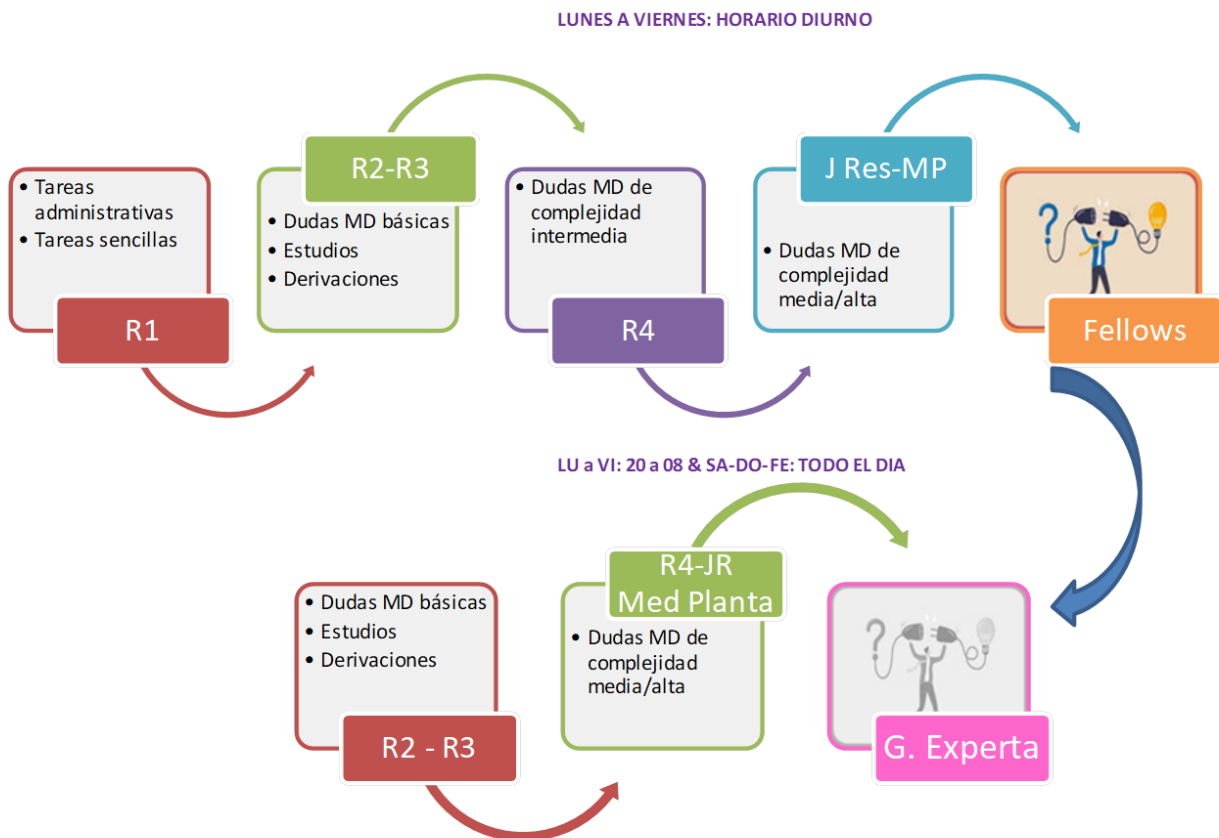 LUNES A VIERNES: HORARIO DIURNO
• Tareas
administrativas
• Tareas sencillas
R1
R2-R3
• Dudas MD básicas
• Estudios
• Derivaciones
• Dudas MD de
complejidad
intermedia
R4
J Res-MP
• Dudas MD de
complejidad
media/alta
?
Fellows
LU a VI: 20 a 08 & SA-DO-FE: TODO EL DIA
• Dudas MD básicas
• Estudios
• Derivaciones
R2 - R3
R4-JR
Med Planta
• Dudas MD de
complejidad
media/alta
?
G. Experta